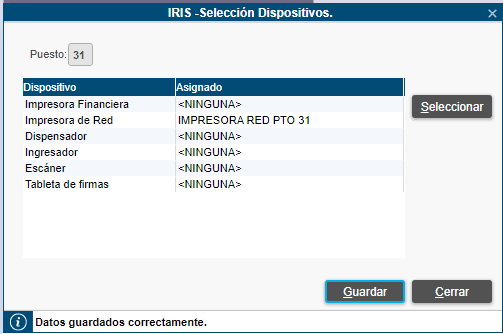 IRIS -Selección Dispositivos.
Puesto: 31
Dispositivo Asignado
Impresora Financiera <NINGUNA>
Impresora de Red IMPRESORA RED PTO 31
Dispensador <NINGUNA>
Ingresador <NINGUNA>
Escáner <NINGUNA>
Tableta de firmas <NINGUNA>
Seleccionar
Guardar Cerrar
Datos guardados correctamente.